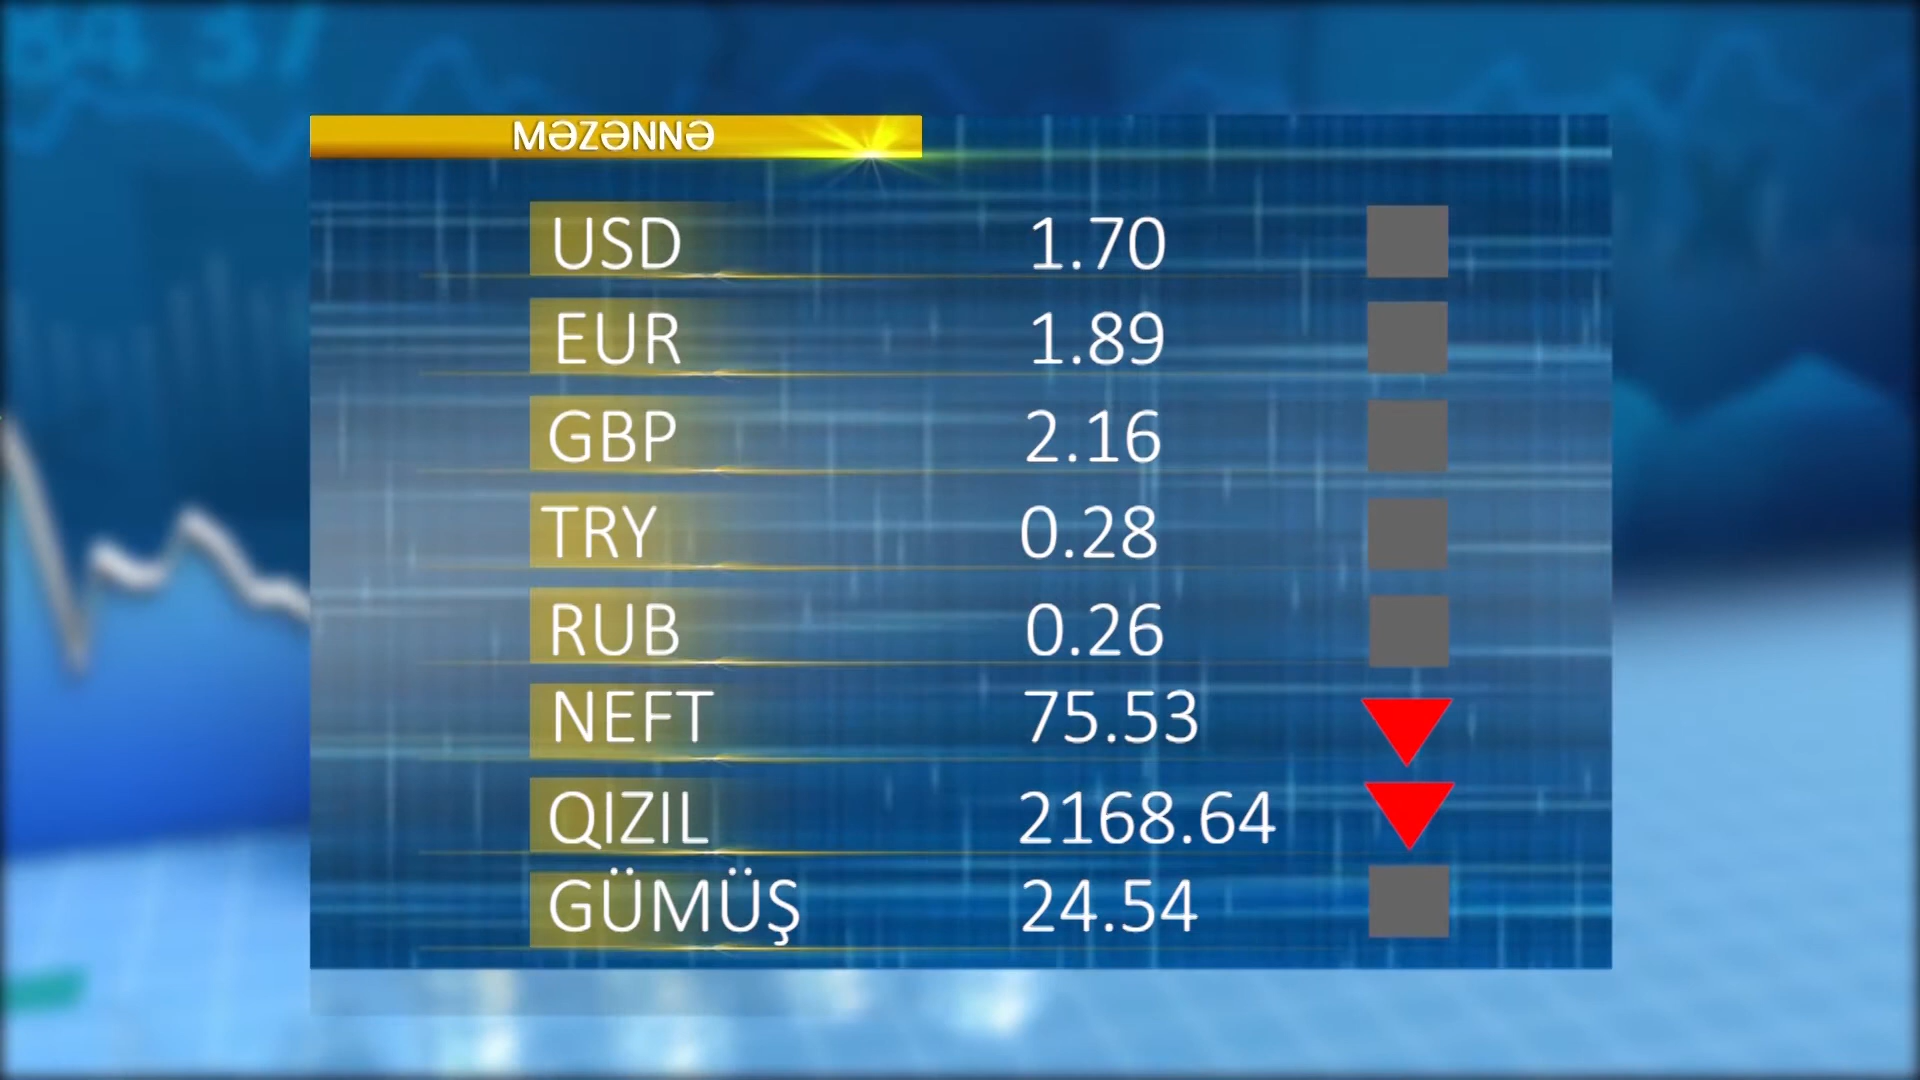 MƏZƏNNƏ
USD 1.70
EUR 1.89
GBP 2.16
TRY 0.28
RUB 0.26
NEFT 75.53
QIZIL 2168.64
GÜMÜŞ 24.54